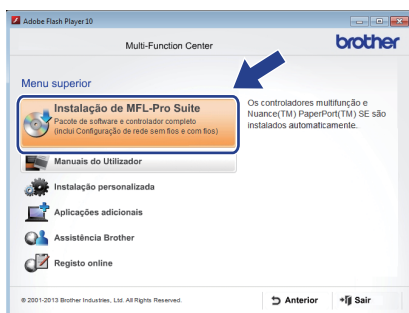 Adobe Flash Player 10
Multi-Function Center
brother
Menu superior
Instalação de MFL-Pro Suite
Pacote de software e controlador completo
(inclui Configuração de rede sem fios e com fios)
Os controladores multifunção e
Nuance(TM) PaperPort(TM) SE são
instalados automaticamente.
Manuais do Utilizador
Instalação personalizada
Aplicações adicionais
Assistência Brother
Registo online
© 2001-2013 Brother Industries, Ltd. All Rights Reserved.
Anterior
Sair